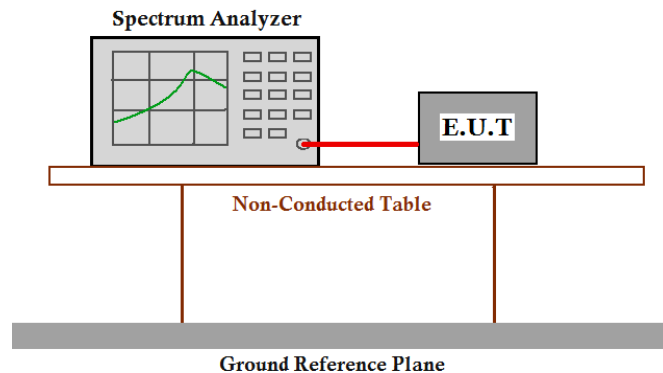 Spectrum Analyzer
E.U.T
Non-Conducted Table
Ground Reference Plane